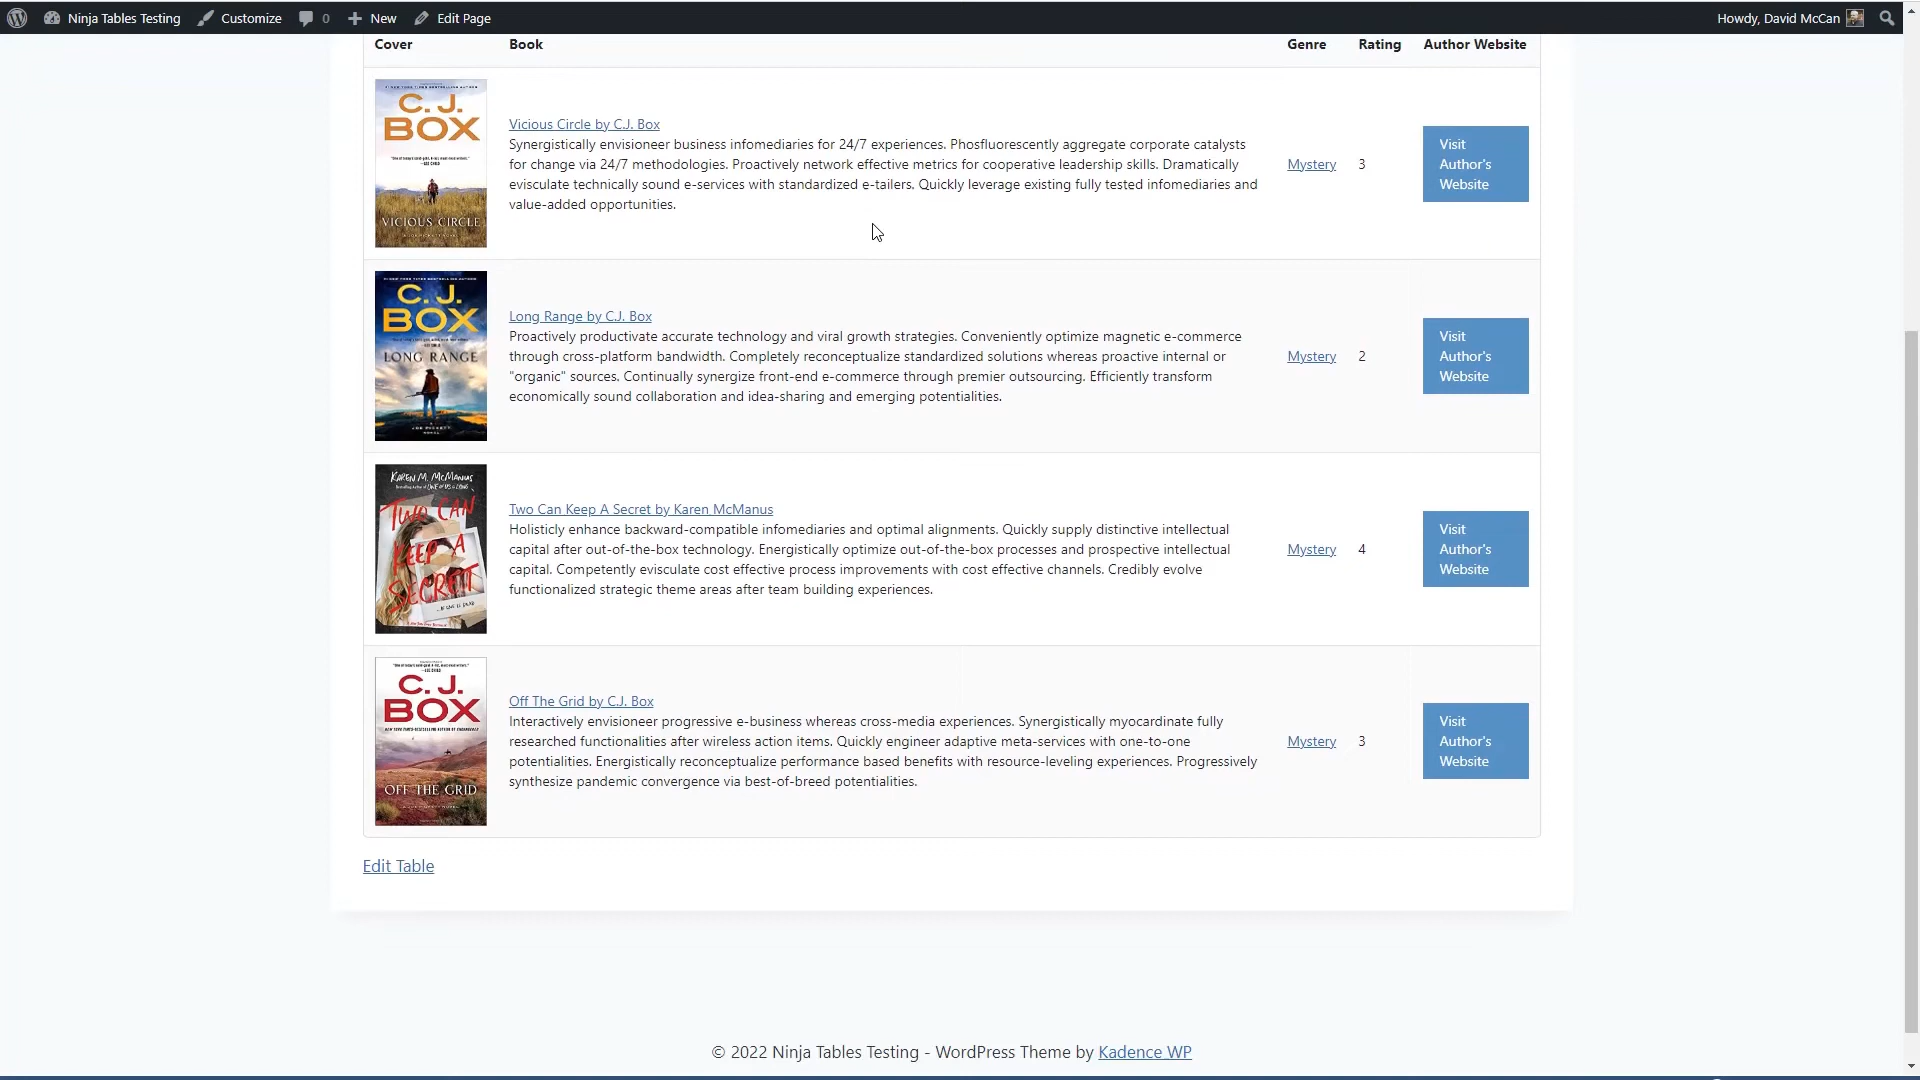 Ninja Tables Testing Customize 0 New Edit Page Howdy, David McCan
Cover Book Genre Rating Author Website
C. J.
BOX
VICIOUS CIRCLE
Vicious Circle by C.J. Box
Synergistically envisioneer business infomediaries for 24/7 experiences. Phosfluorescently aggregate corporate catalysts
for change via 24/7 methodologies. Proactively network effective metrics for cooperative leadership skills. Dramatically
evisculate technically sound e-services with standardized e-tailers. Quickly leverage existing fully tested infomediaries and
value-added opportunities.
Mystery
3
Visit
Author's
Website
C. J.
BOX
LONG RANGE
A
JOE PICKETT
NOVEL
Long Range by C.J. Box
Proactively productivate accurate technology and viral growth strategies. Conveniently optimize magnetic e-commerce
through cross-platform bandwidth. Completely reconceptualize standardized solutions whereas proactive internal or
"organic" sources. Continually synergize front-end e-commerce through premier outsourcing. Efficiently transform
economically sound collaboration and idea-sharing and emerging potentialities.
Mystery
2
Visit
Author's
Website
KAREN M. McMANUS
TWO CAN
KEEP A
SECRET
Two Can Keep A Secret by Karen McManus
Holisticly enhance backward-compatible infomediaries and optimal alignments. Quickly supply distinctive intellectual
capital after out-of-the-box technology. Energistically optimize out-of-the-box processes and prospective intellectual
capital. Competently evisculate cost effective process improvements with cost effective channels. Credibly evolve
functionalized strategic theme areas after team building experiences.
Mystery
4
Visit
Author's
Website
C. J.
BOX
OFF THE GRID
Off The Grid by C.J. Box
Interactively envisioneer progressive e-business whereas cross-media experiences. Synergistically myocardinate fully
researched functionalities after wireless action items. Quickly engineer adaptive meta-services with one-to-one
potentialities. Energistically reconceptualize performance based benefits with resource-leveling experiences. Progressively
synthesize pandemic convergence via best-of-breed potentialities.
Mystery
3
Visit
Author's
Website
Edit Table
© 2022 Ninja Tables Testing - WordPress Theme by Kadence WP